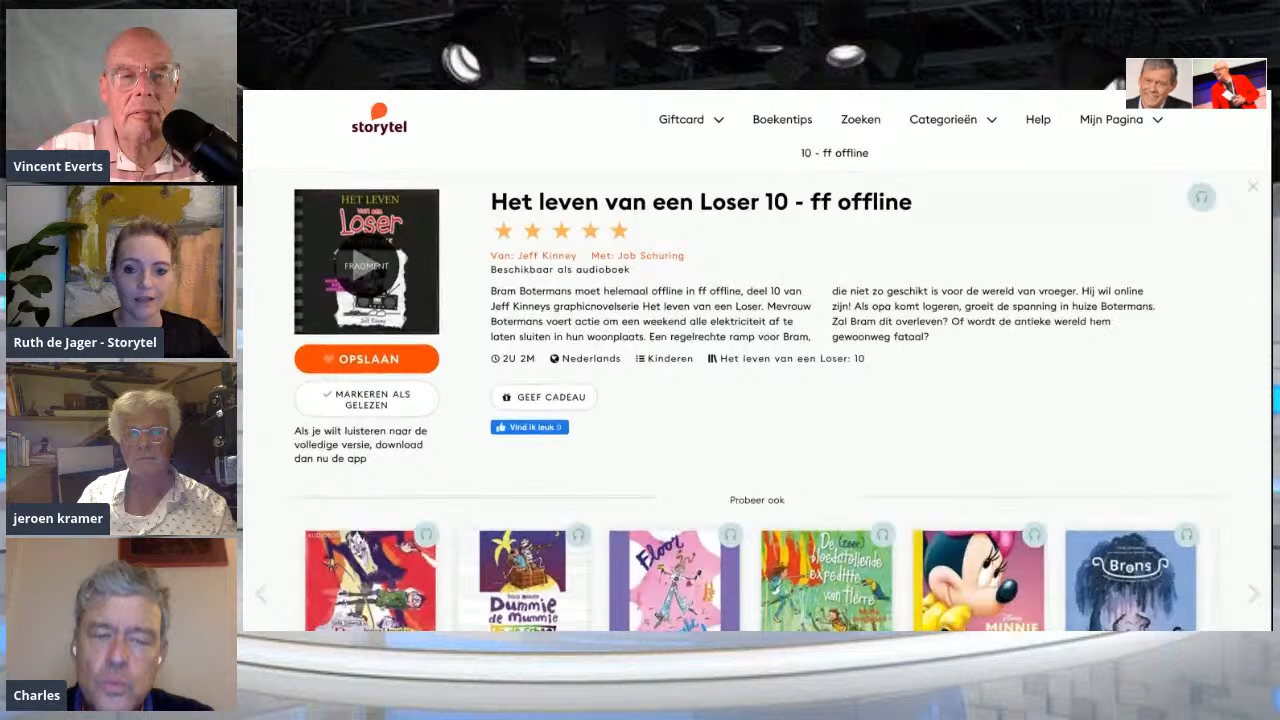 Vincent Everts
Ruth de Jager - Storytel
jeroen kramer
Charles
storytel
Giftcard
Boekentips
Zoeken
Categorieën
Help
Mijn Pagina
10 - ff offline
HET LEVEN
van een
Loser
FRAGMENT
Jeff Kinney
OPSLAAN
MARKEREN ALS
GELEZEN
Als je wilt luisteren naar de
volledige versie, download
dan nu de app
Het leven van een Loser 10 - ff offline
Van: Jeff Kinney Met: Job Schuring
Beschikbaar als audioboek
Bram Botermans moet helemaal offline in ff offline, deel 10 van
Jeff Kinneys graphicnovelserie Het leven van een Loser. Mevrouw
Botermans voert actie om een weekend alle elektriciteit af te
laten sluiten in hun woonplaats. Een regelrechte ramp voor Bram,
die niet zo geschikt is voor de wereld van vroeger. Hij wil online
zijn! Als opa komt logeren, groeit de spanning in huize Botermans.
Zal Bram dit overleven? Of wordt de antieke wereld hem
gewoonweg fataal?
2U 2M Nederlands Kinderen Het leven van een Loser: 10
GEEF CADEAU
Vind ik leuk 0
Probeer ook
Dummie
de mummie
Floor
De (zeer)
bloedstollende
expeditie
van Herre
Disney
MINNIE
Brons